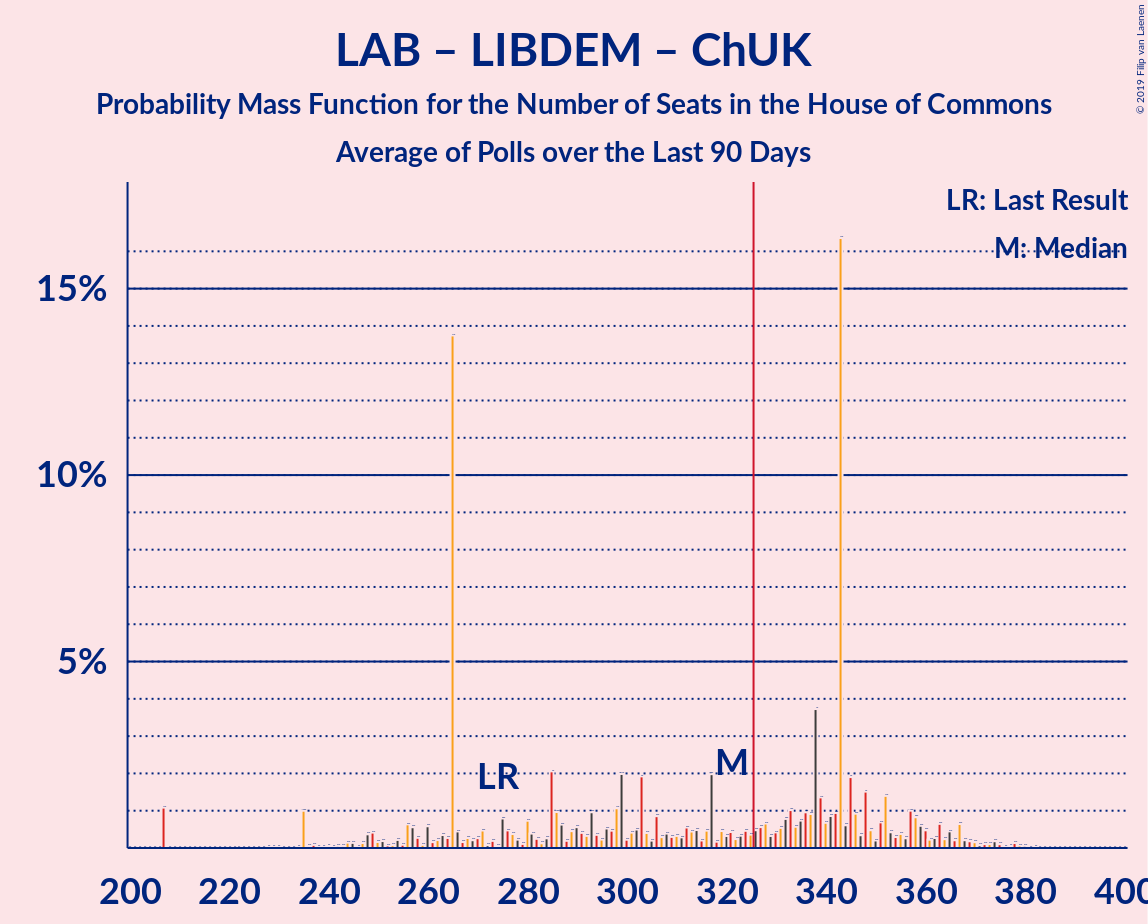 LAB – LIBDEM – ChUK
Probability Mass Function for the Number of Seats in the House of Commons
Average of Polls over the Last 90 Days
© 2019 Filip van Laenen
LR: Last Result
M: Median
15%
10%
5%
LR
M
200 220 240 260 280 300 320 340 360 380 400